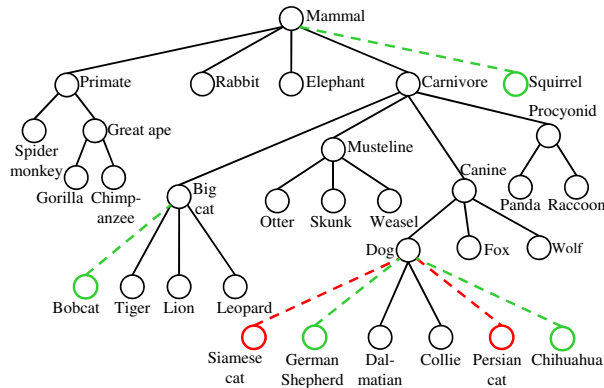 Mammal
Primate
Rabbit
Elephant
Carnivore
Squirrel
Procyonid
Great ape
Spider
monkey
Musteline
Gorilla
Chimp-
anzee
Big
cat
Canine
Panda
Raccoon
Otter
Skunk
Weasel
Dog
Fox
Wolf
Bobcat
Tiger
Lion
Leopard
Siamese
cat
German
Shepherd
Dal-
matian
Collie
Persian
cat
Chihuahua